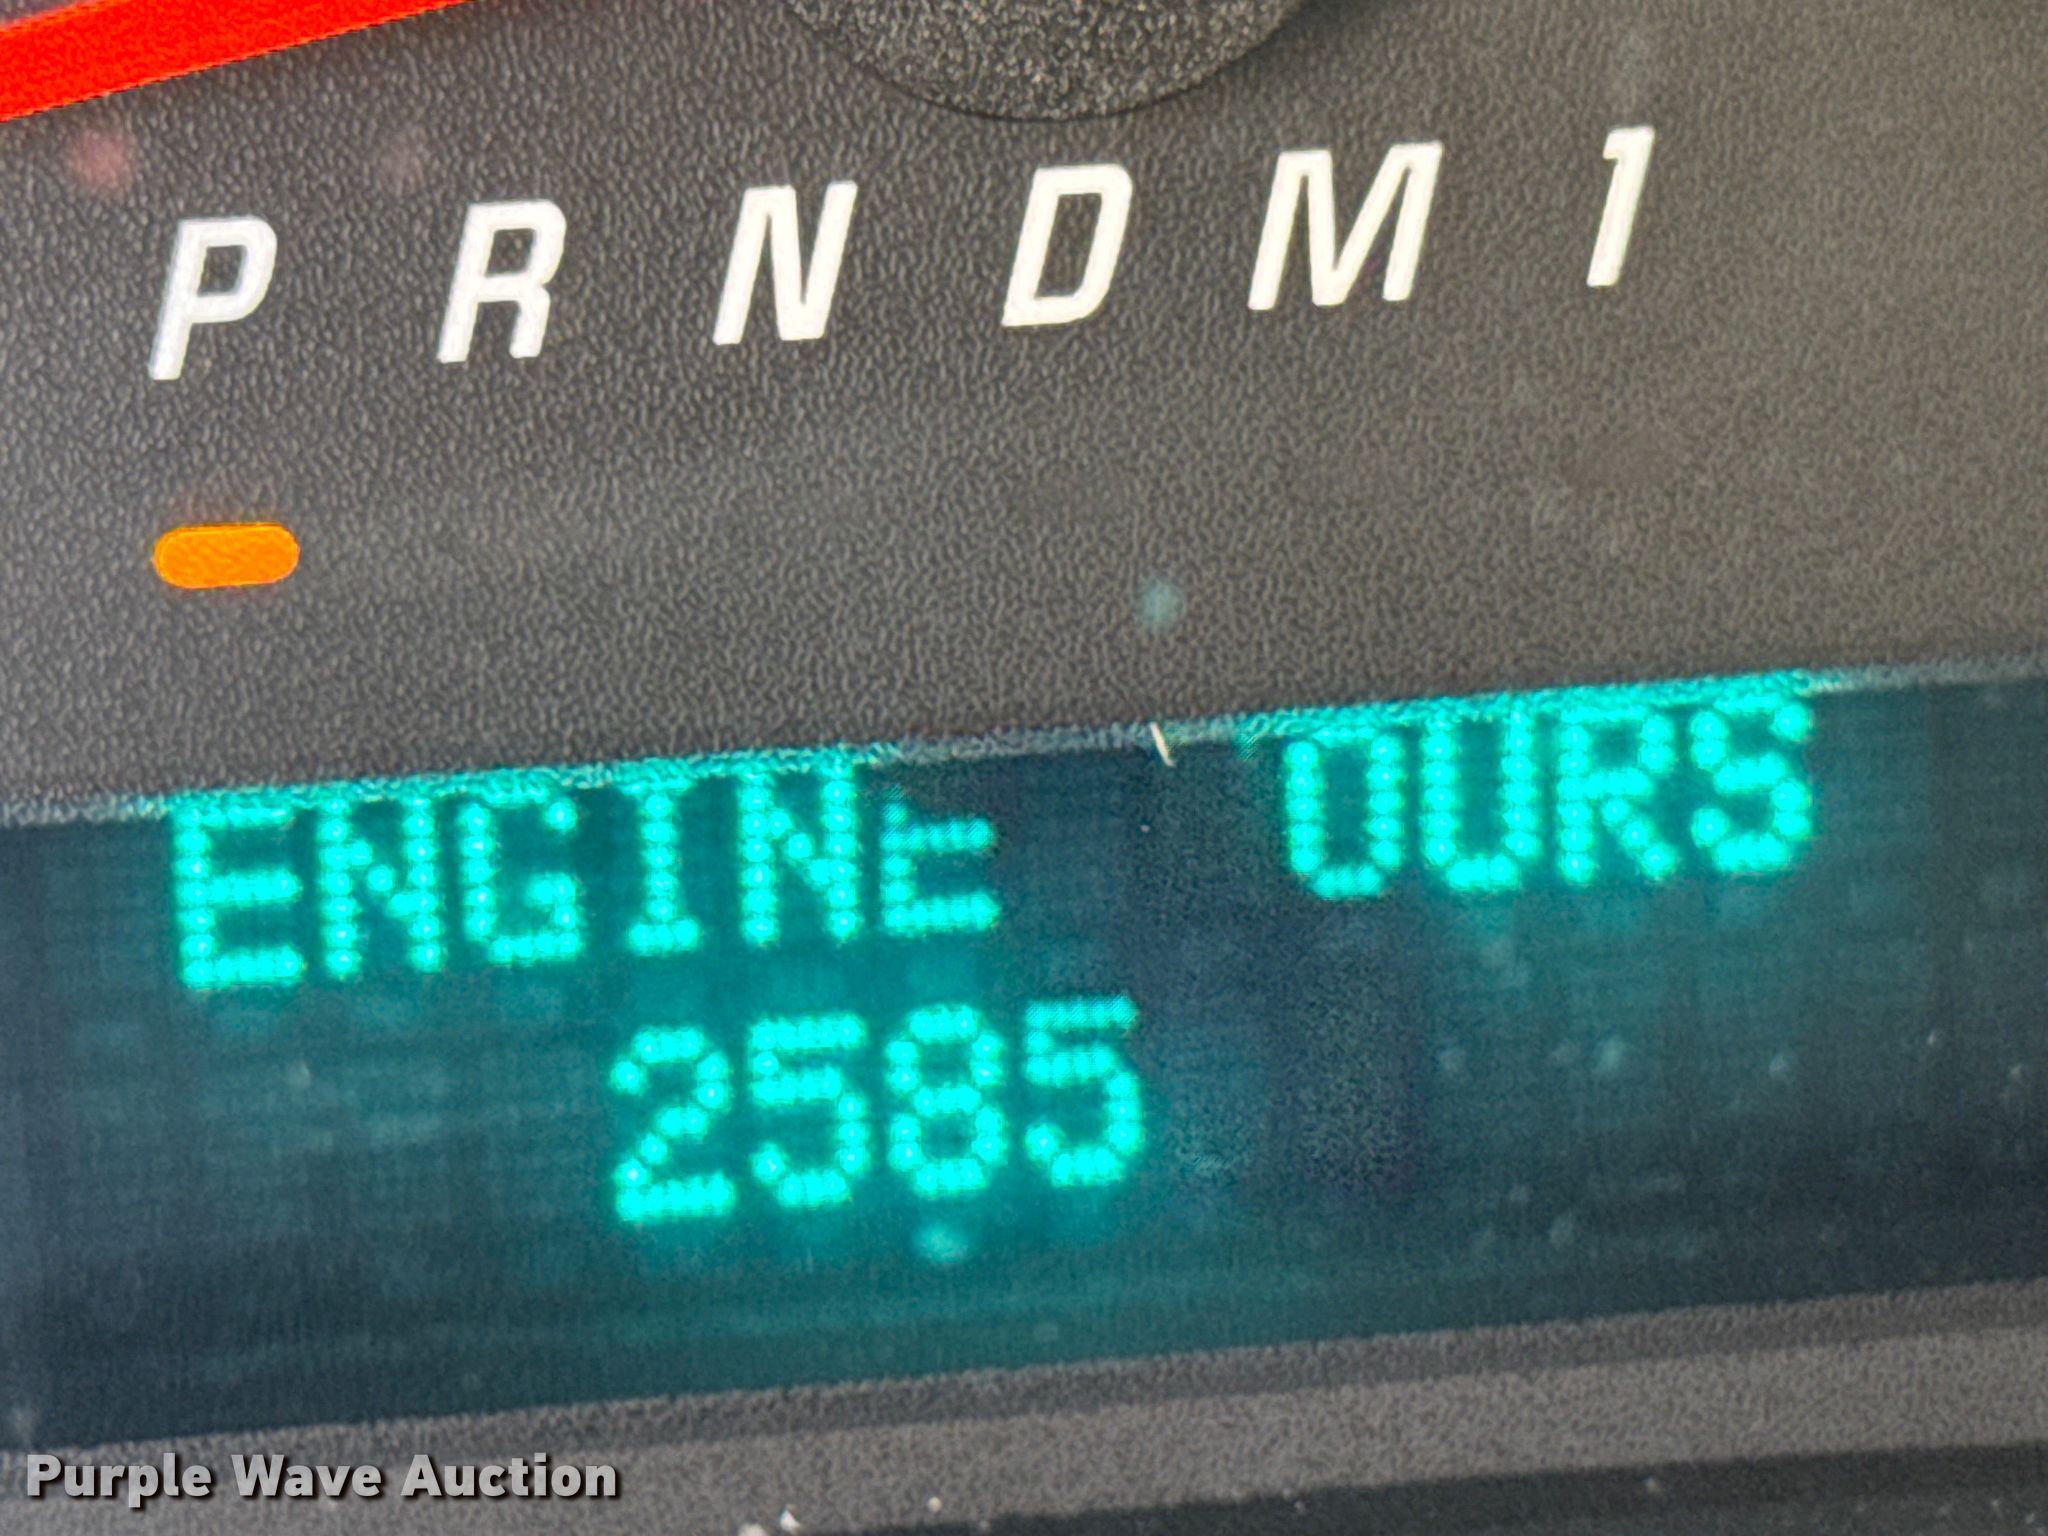 P R N D M 1
ENGINE OURS
2585
Purple Wave Auction